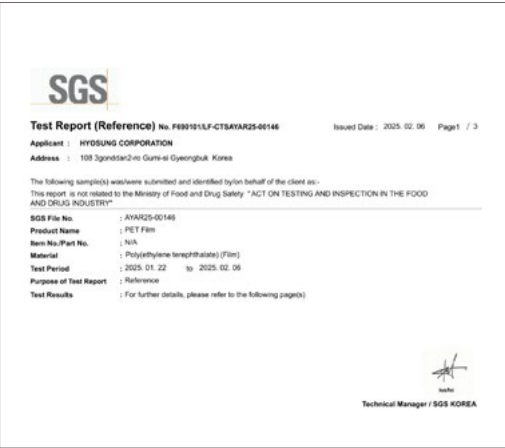 SGS
Test Report (Reference) No. F690101/LF-CTSAYAR25-00146 Issued Date : 2025. 02. 06 Page1 / 3
Applicant : HYOSUNG CORPORATION
Address : 108 3gonddan2-ro Gumi-si Gyeongbuk Korea
The following sample(s) was/were submitted and identified by/on behalf of the client as:-
This report is not related to the Ministry of Food and Drug Safety "ACT ON TESTING AND INSPECTION IN THE FOOD
AND DRUG INDUSTRY"
SGS File No. : AYAR25-00146
Product Name : PET Film
Item No./Part No. : N/A
Material : Poly(ethylene terephthalate) (Film)
Test Period : 2025. 01. 22 to 2025. 02. 06
Purpose of Test Report : Reference
Test Results : For further details, please refer to the following page(s)
Technical Manager / SGS KOREA